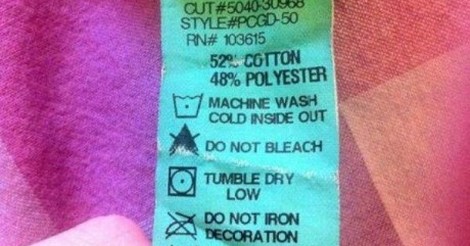 CUT#5040-30968
STYLE#PCGD-50
RN# 103615
52% COTTON
48% POLYESTER
MACHINE WASH
COLD INSIDE OUT
DO NOT BLEACH
TUMBLE DRY
LOW
DO NOT IRON
DECORATION